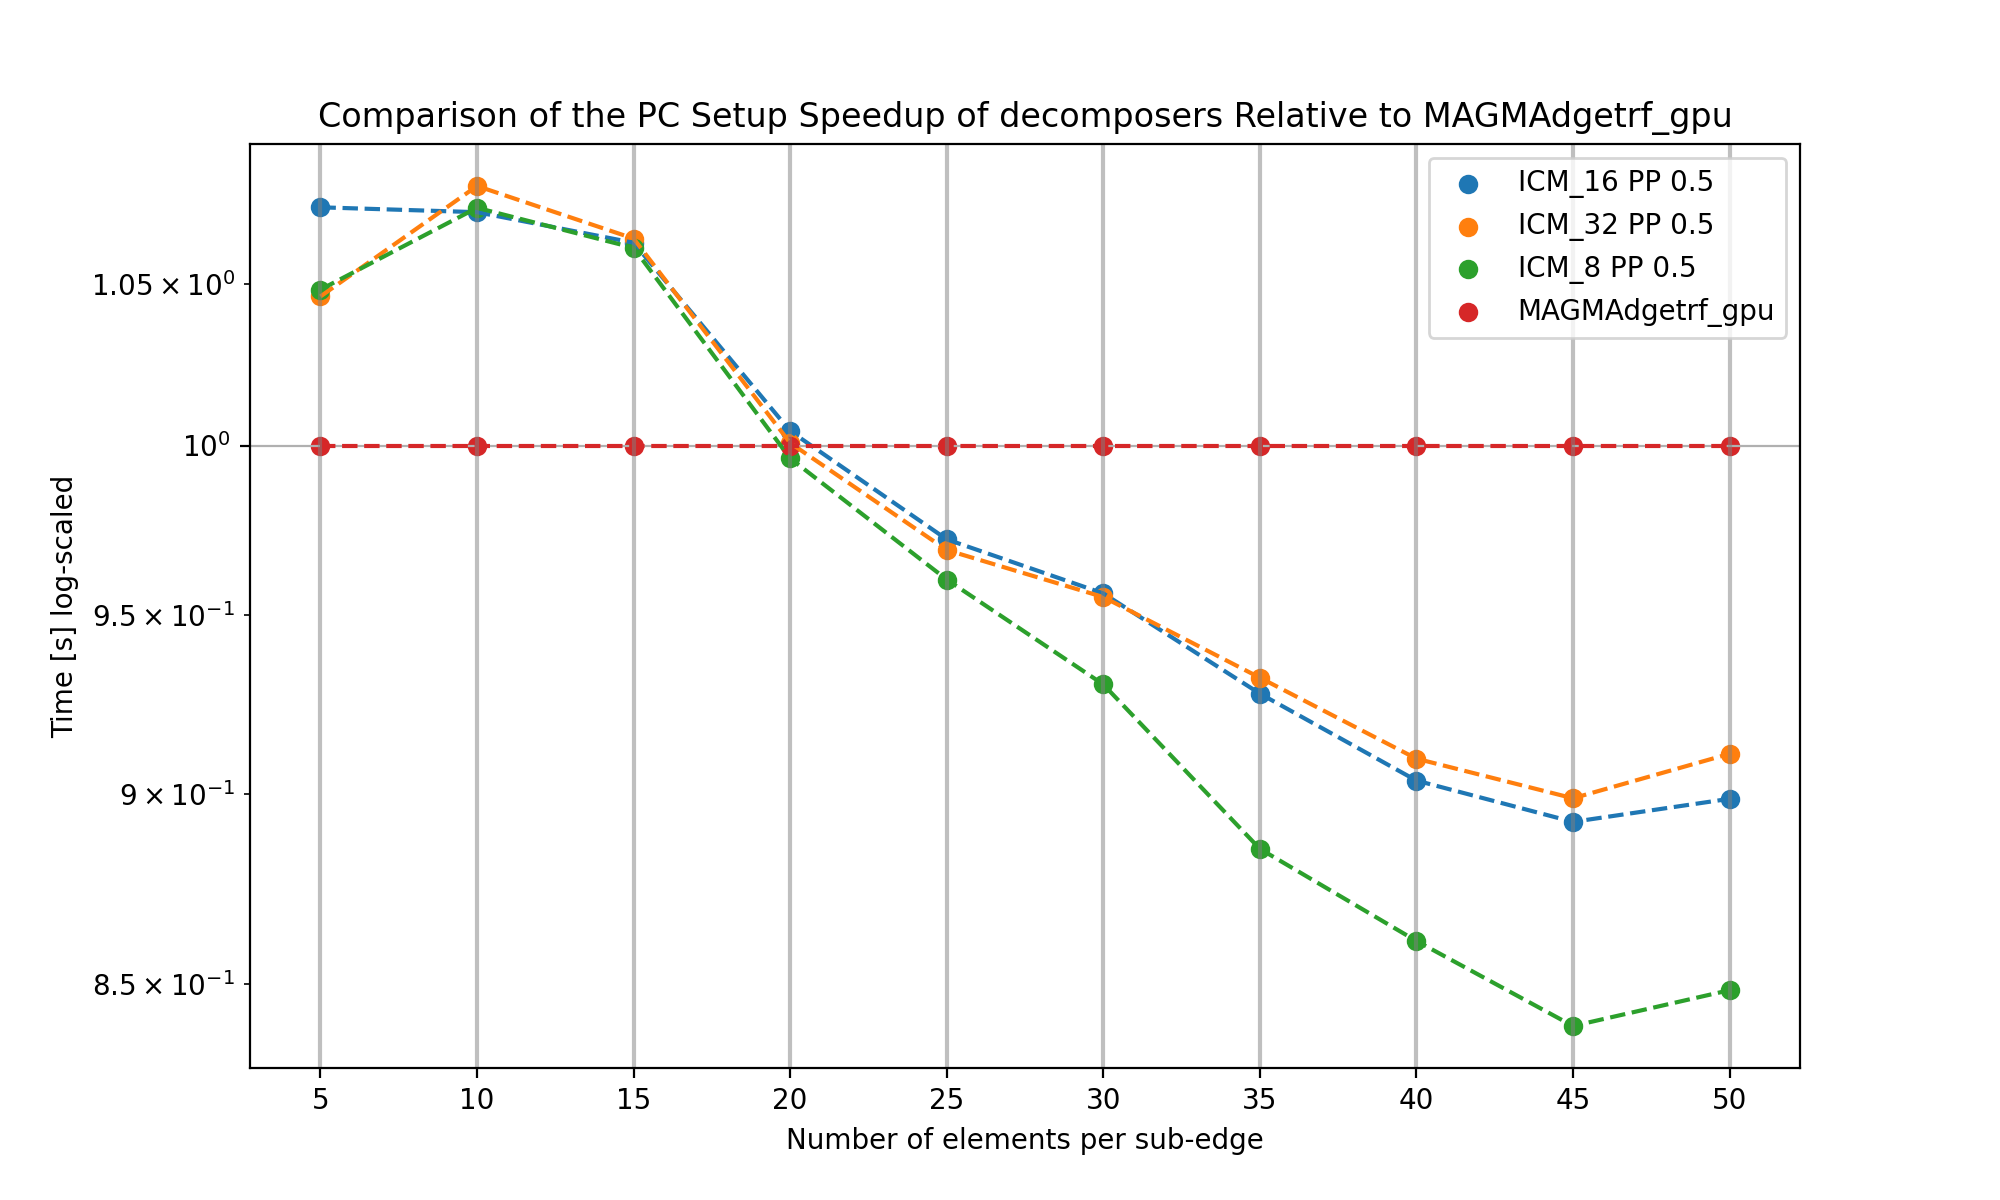 Comparison of the PC Setup Speedup of decomposers Relative to MAGMAdgetrf_gpu
ICM_16 PP 0.5
ICM_32 PP 0.5
ICM_8 PP 0.5
MAGMAdgetrf_gpu
Time [s] log-scaled
1.05 × 10⁰
10⁰
9.5 × 10⁻¹
9 × 10⁻¹
8.5 × 10⁻¹
5 10 15 20 25 30 35 40 45 50
Number of elements per sub-edge